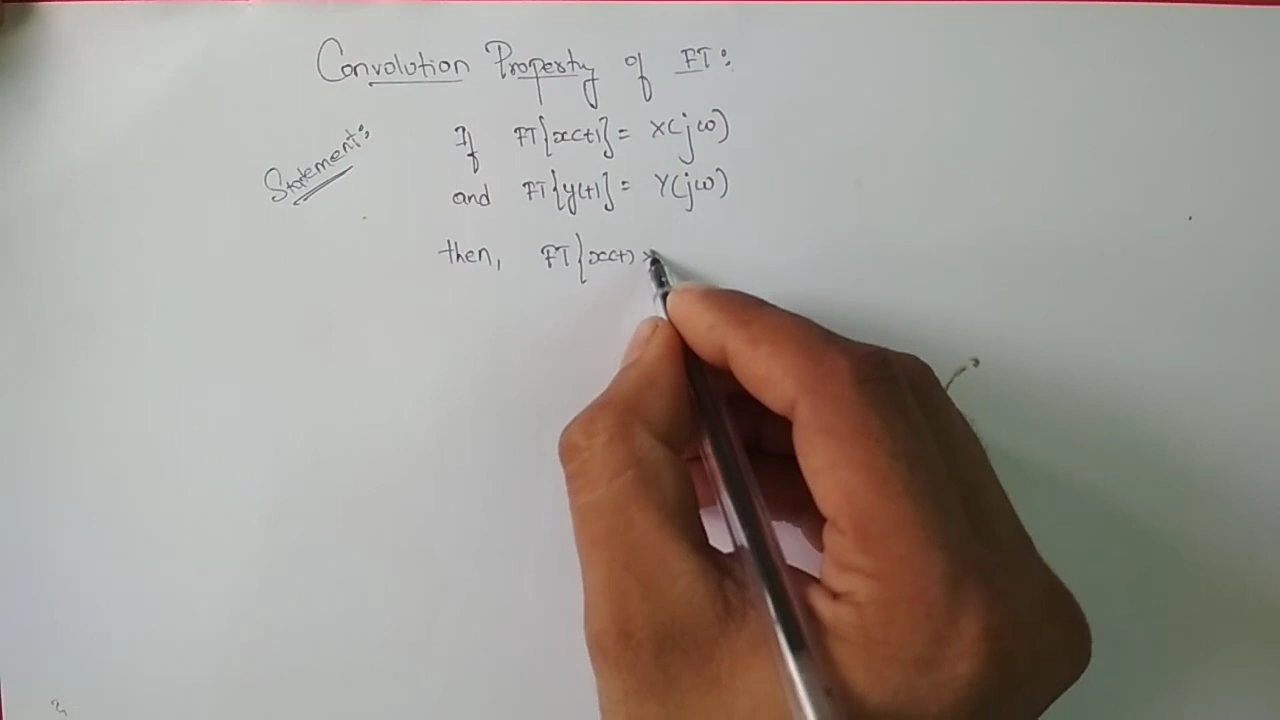 Convolution Property of FT:
Statement:
If FT{x(t)} = X(jω)
and FT{y(t)} = Y(jω)
then, FT{x(t) *